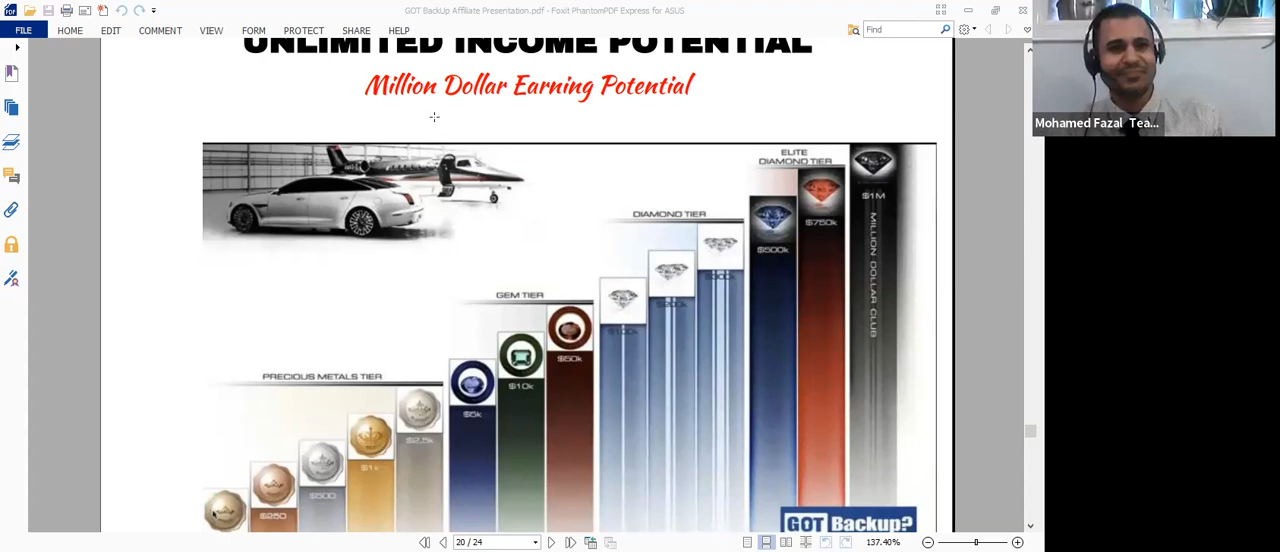 GOT BackUp Affiliate Presentation.pdf - Foxit PhantomPDF Express for ASUS
FILE HOME EDIT COMMENT VIEW FORM PROTECT SHARE HELP
Find
UNLIMITED INCOME POTENTIAL
Million Dollar Earning Potential
Mohamed Fazal Tea...
ELITE
DIAMOND TIER
$1M
DIAMOND TIER
$750k
$500k
MILLION DOLLAR CLUB
GEM TIER
$50k
PRECIOUS METALS TIER
$10k
$5k
$2.5k
$1k
$500
$250
GOT Backup?
20 / 24
137.40%